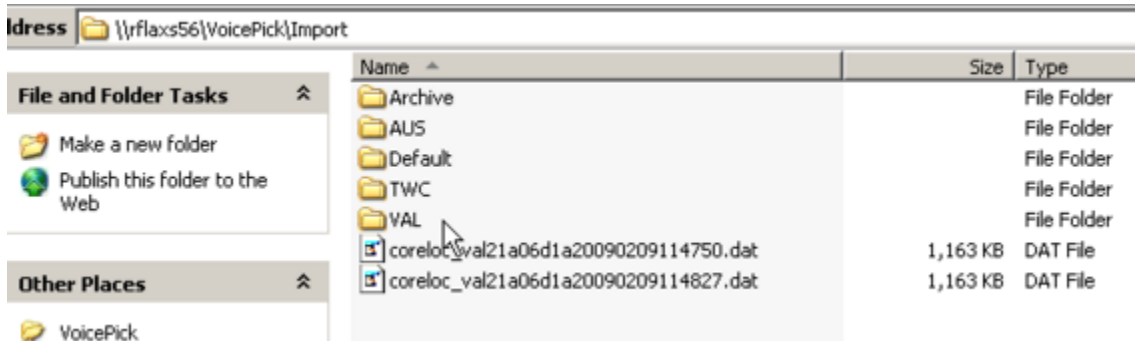 ddress \\rflaxs56\VoicePick\Import
Name Size Type
File and Folder Tasks
Make a new folder
Publish this folder to the
Web
Other Places
VoicePick
Archive File Folder
AUS File Folder
Default File Folder
TWC File Folder
VAL File Folder
coreloc_val21a06d1a20090209114750.dat 1,163 KB DAT File
coreloc_val21a06d1a20090209114827.dat 1,163 KB DAT File